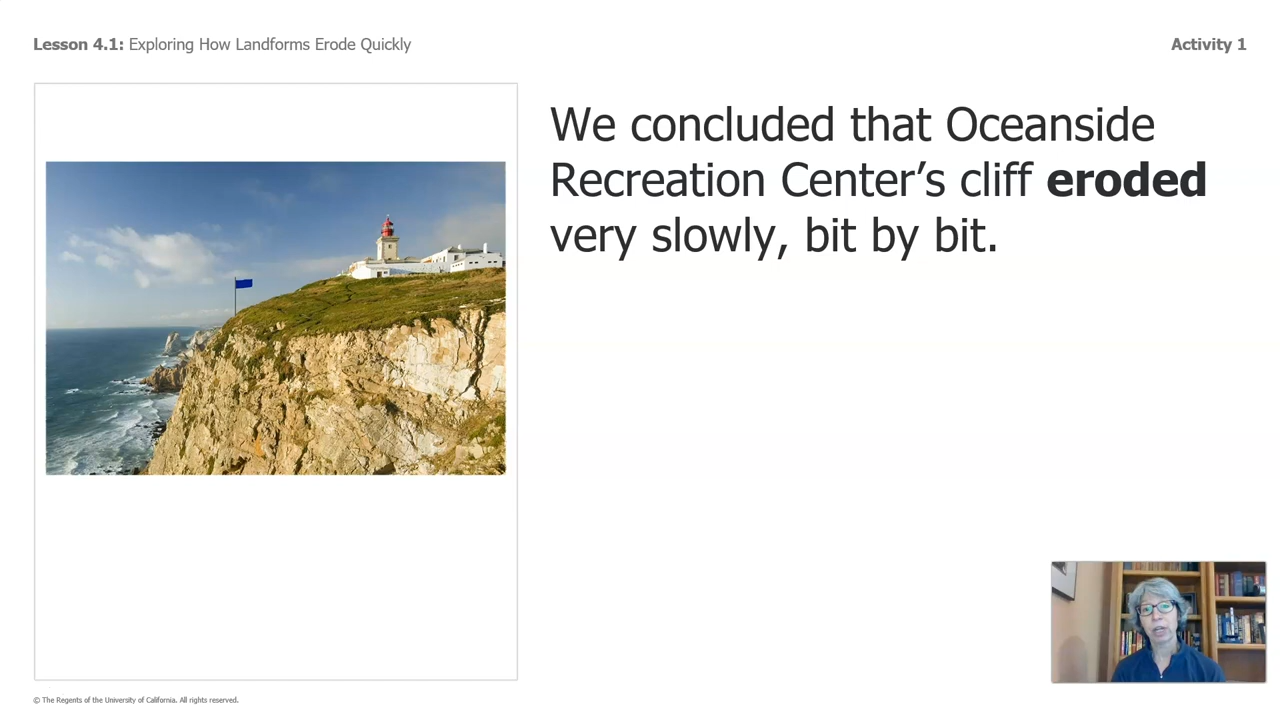 Lesson 4.1: Exploring How Landforms Erode Quickly
Activity 1
We concluded that Oceanside
Recreation Center’s cliff eroded
very slowly, bit by bit.
© The Regents of the University of California. All rights reserved.